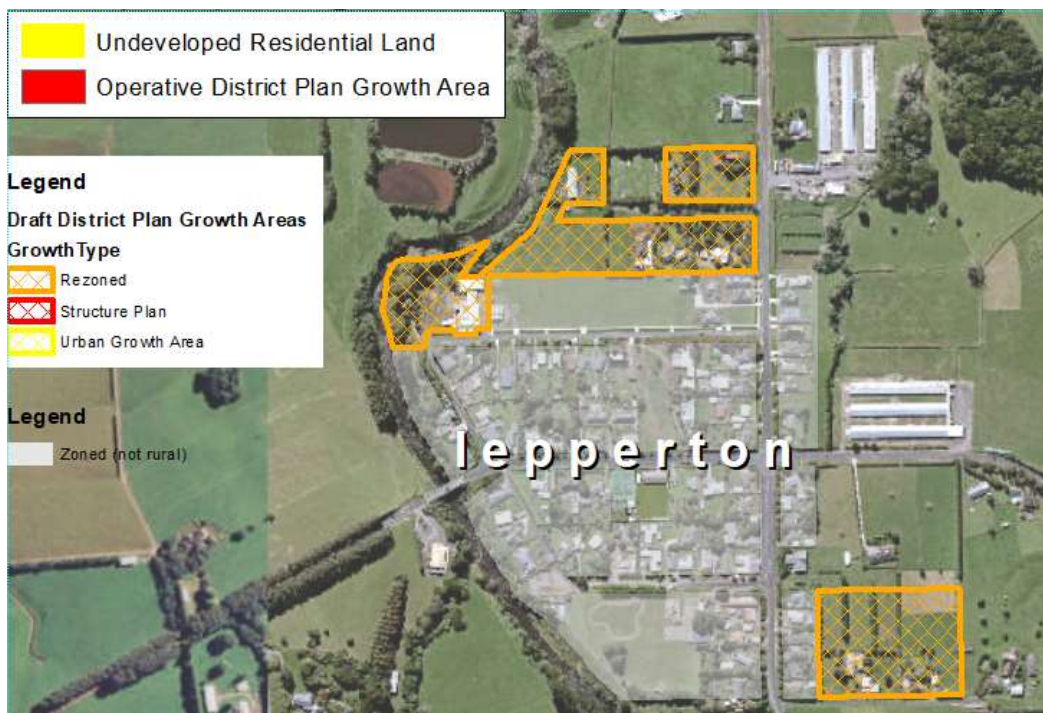 Undeveloped Residential Land
Operative District Plan Growth Area
Legend
Draft District Plan Growth Areas
GrowthType
Rezoned
Structure Plan
Urban Growth Area
Legend
Zoned (not rural)
lepperton